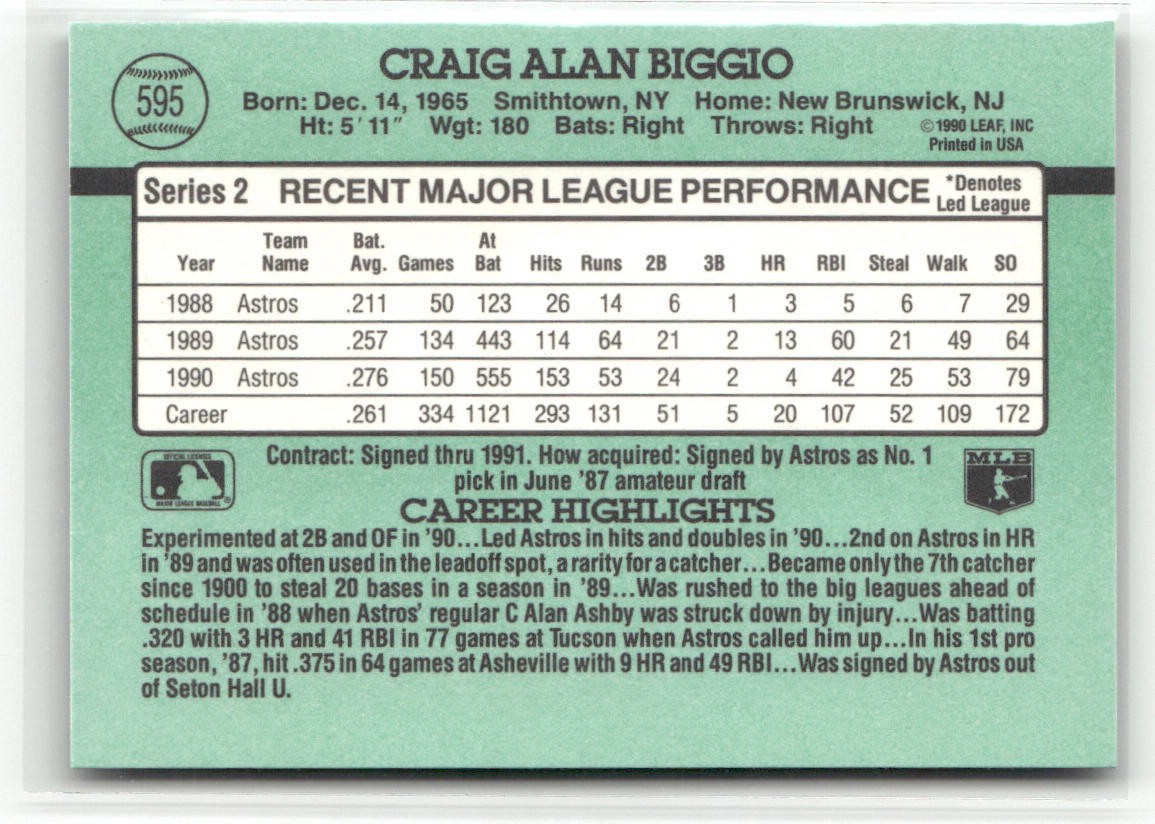 CRAIG ALAN BIGGIO
595
Born: Dec. 14, 1965 Smithtown, NY Home: New Brunswick, NJ
Ht: 5' 11" Wgt: 180 Bats: Right Throws: Right
©1990 LEAF, INC
Printed in USA
Series 2 RECENT MAJOR LEAGUE PERFORMANCE *Denotes
Led League
Year Team Name Bat. Avg. Games At Bat Hits Runs 2B 3B HR RBI Steal Walk SO
1988 Astros .211 50 123 26 14 6 1 3 5 6 7 29
1989 Astros .257 134 443 114 64 21 2 13 60 21 49 64
1990 Astros .276 150 555 153 53 24 2 4 42 25 53 79
Career .261 334 1121 293 131 51 5 20 107 52 109 172
OFFICIAL LICENSEE
MAJOR LEAGUE BASEBALL ®
Contract: Signed thru 1991. How acquired: Signed by Astros as No. 1
pick in June '87 amateur draft
MLB
CAREER HIGHLIGHTS
Experimented at 2B and OF in '90...Led Astros in hits and doubles in '90...2nd on Astros in HR
in '89 and was often used in the leadoff spot, a rarity for a catcher...Became only the 7th catcher
since 1900 to steal 20 bases in a season in '89...Was rushed to the big leagues ahead of
schedule in '88 when Astros' regular C Alan Ashby was struck down by injury...Was batting
.320 with 3 HR and 41 RBI in 77 games at Tucson when Astros called him up...In his 1st pro
season, '87, hit .375 in 64 games at Asheville with 9 HR and 49 RBI...Was signed by Astros out
of Seton Hall U.